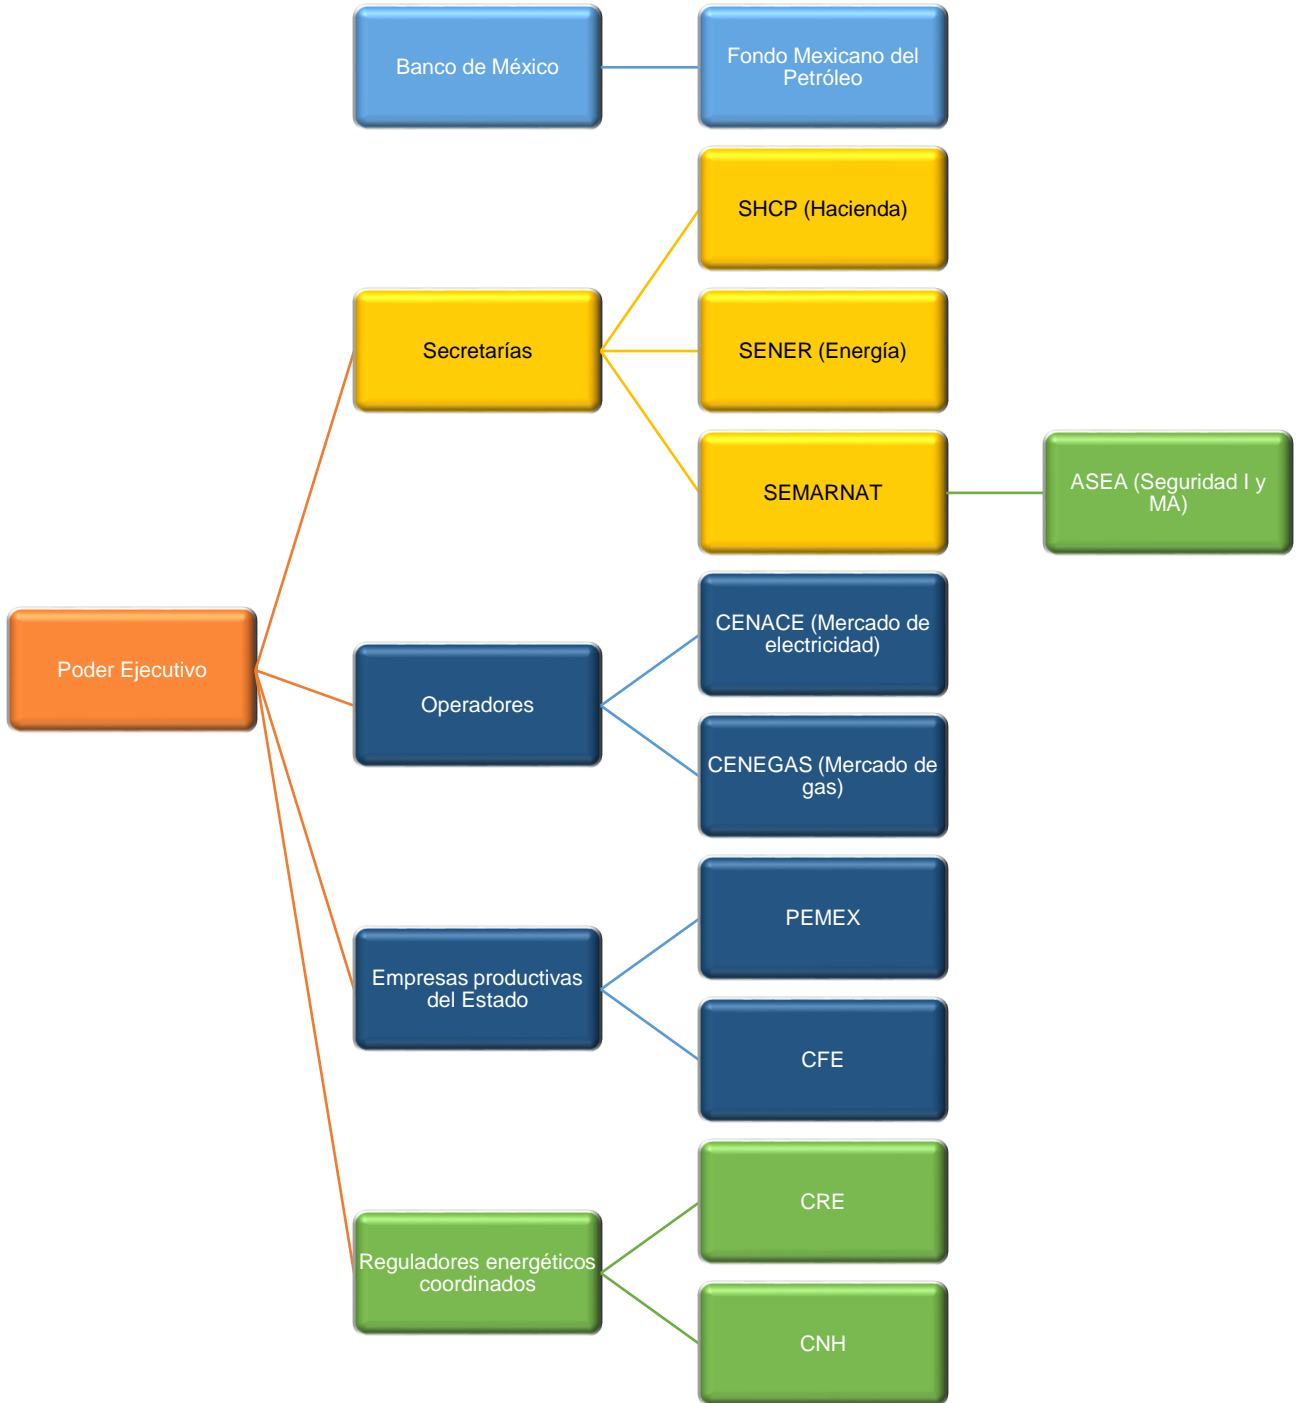 Banco de México
Fondo Mexicano del
Petróleo
SHCP (Hacienda)
Secretarías
SENER (Energía)
SEMARNAT
ASEA (Seguridad I y
MA)
Poder Ejecutivo
CENACE (Mercado de
electricidad)
Operadores
CENEGAS (Mercado de
gas)
PEMEX
Empresas productivas
del Estado
CFE
CRE
Reguladores energéticos
coordinados
CNH